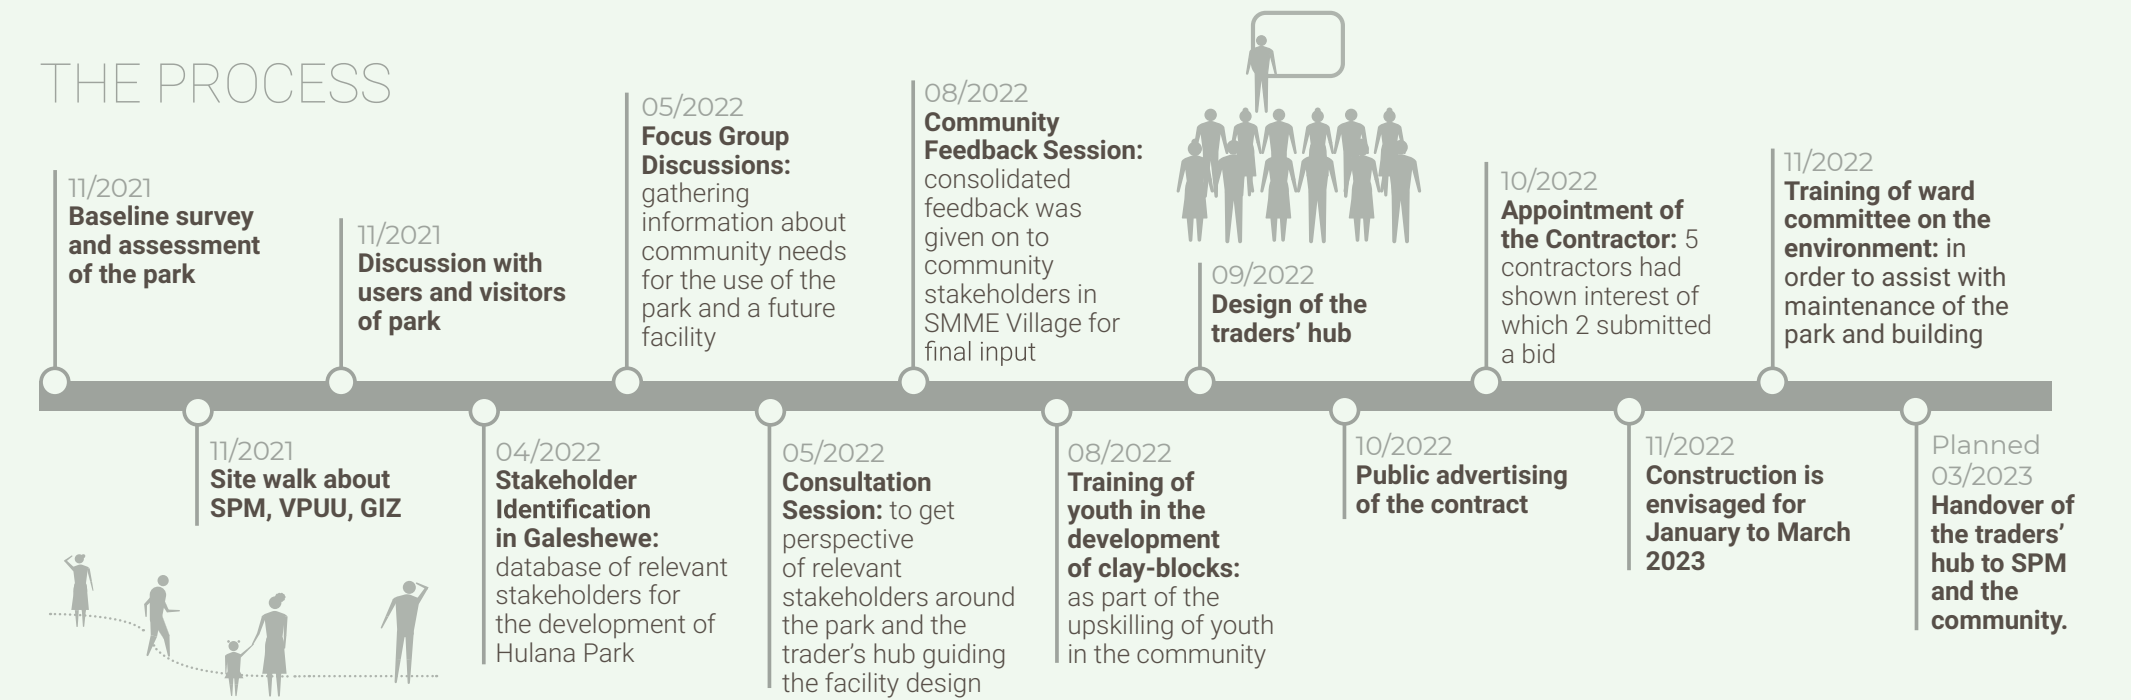 THE PROCESS
11/2021
Baseline survey
and assessment
of the park
11/2021
Site walk about
SPM, VPUU, GIZ
11/2021
Discussion with
users and visitors
of park
04/2022
Stakeholder
Identification
in Galeshewe:
database of relevant
stakeholders for
the development of
Hulana Park
05/2022
Focus Group
Discussions:
gathering
information about
community needs
for the use of the
park and a future
facility
05/2022
Consultation
Session: to get
perspective
of relevant
stakeholders around
the park and the
trader's hub guiding
the facility design
08/2022
Community
Feedback Session:
consolidated
feedback was
given on to
community
stakeholders in
SMME Village for
final input
08/2022
Training of
youth in the
development
of clay-blocks:
as part of the
upskilling of youth
in the community
09/2022
Design of the
traders' hub
10/2022
Public advertising
of the contract
10/2022
Appointment of
the Contractor: 5
contractors had
shown interest of
which 2 submitted
a bid
11/2022
Construction is
envisaged for
January to March
2023
11/2022
Training of ward
committee on the
environment: in
order to assist with
maintenance of the
park and building
Planned
03/2023
Handover of
the traders'
hub to SPM
and the
community.